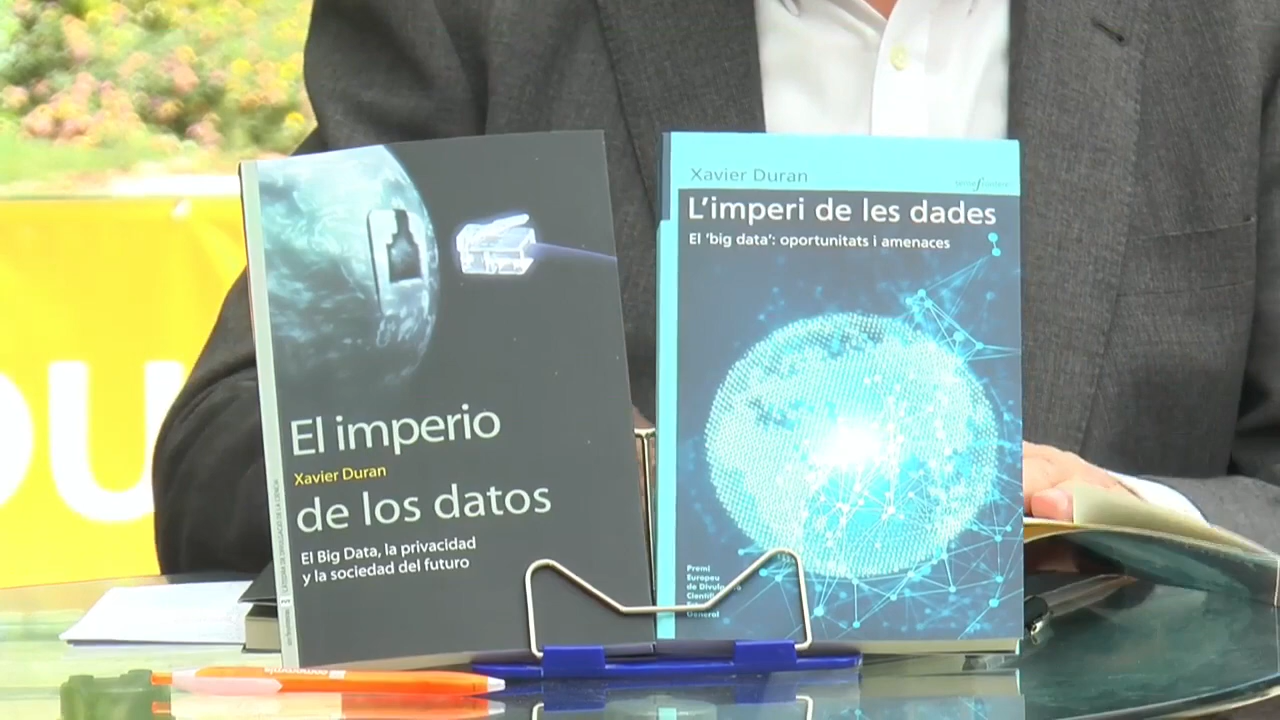 El imperio
Xavier Duran
de los datos
El Big Data, la privacidad
y la sociedad del futuro
Xavier Duran
L'imperi de les dades
El 'big data': oportunitats i amenaces
Premi
Europeu
de Divulgació
General
OU